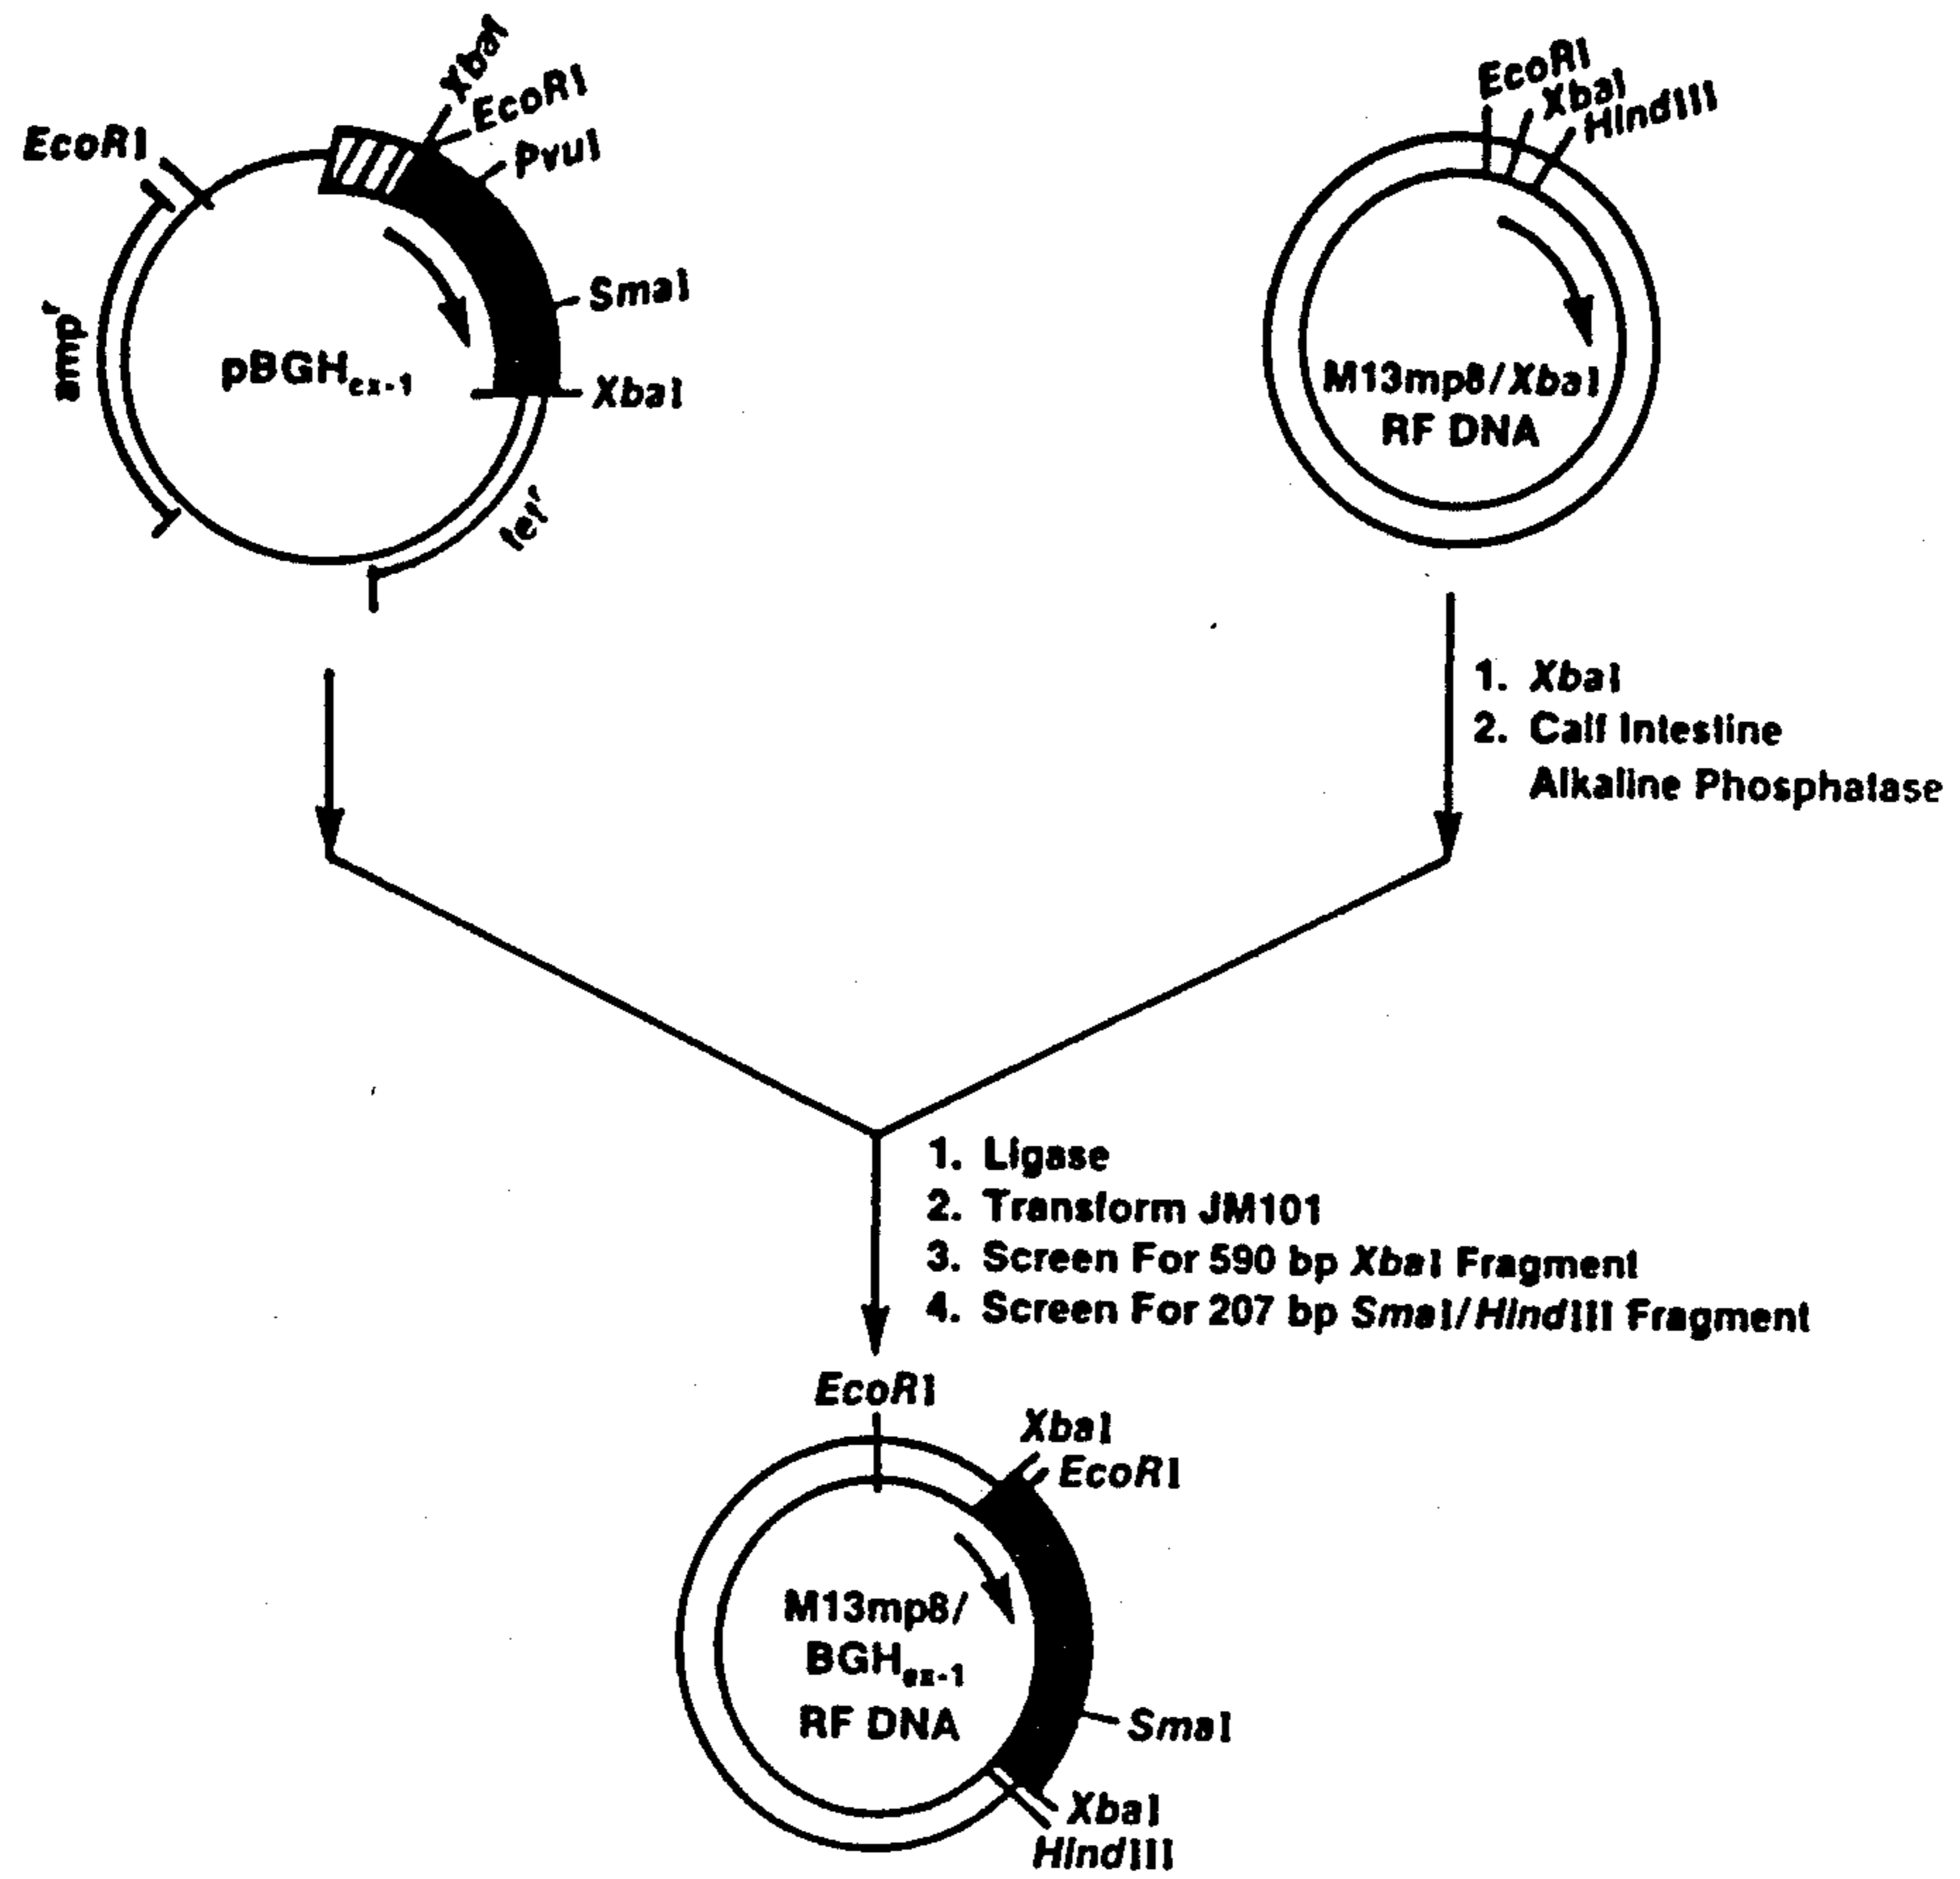 XbaI
EcoRI
EcoRI
PvuI
SmaI
ampʳ
pBGHex-1
XbaI
tetʳ
EcoRI
XbaI
HindIII
M13mp8/XbaI
RF DNA
1. XbaI
2. Calf Intestine
Alkaline Phosphatase
1. Ligase
2. Transform JM101
3. Screen For 590 bp XbaI Fragment
4. Screen For 207 bp SmaI/HindIII Fragment
EcoRI
XbaI
EcoRI
M13mp8/
BGHex-1
RF DNA
SmaI
XbaI
HindIII